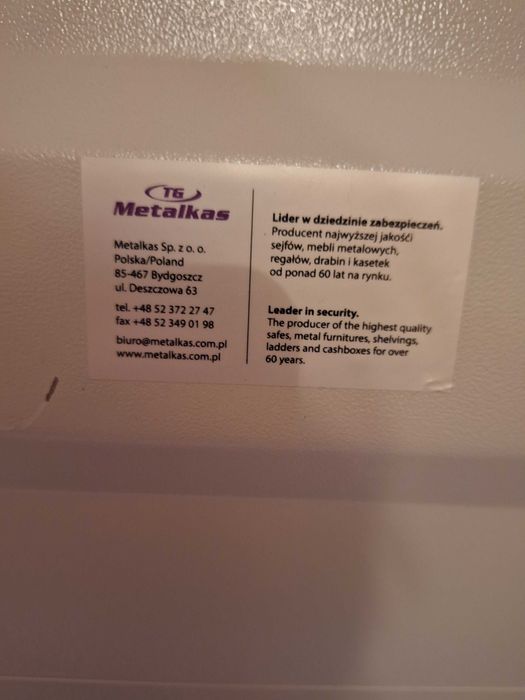 TG
Metalkas
Metalkas Sp. z o. o.
Polska/Poland
85-467 Bydgoszcz
ul. Deszczowa 63
tel. +48 52 372 27 47
fax +48 52 349 01 98
biuro@metalkas.com.pl
www.metalkas.com.pl
Lider w dziedzinie zabezpieczeń.
Producent najwyższej jakości
sejfów, mebli metalowych,
regałów, drabin i kasetek
od ponad 60 lat na rynku.
Leader in security.
The producer of the highest quality
safes, metal furnitures, shelvings,
ladders and cashboxes for over
60 years.